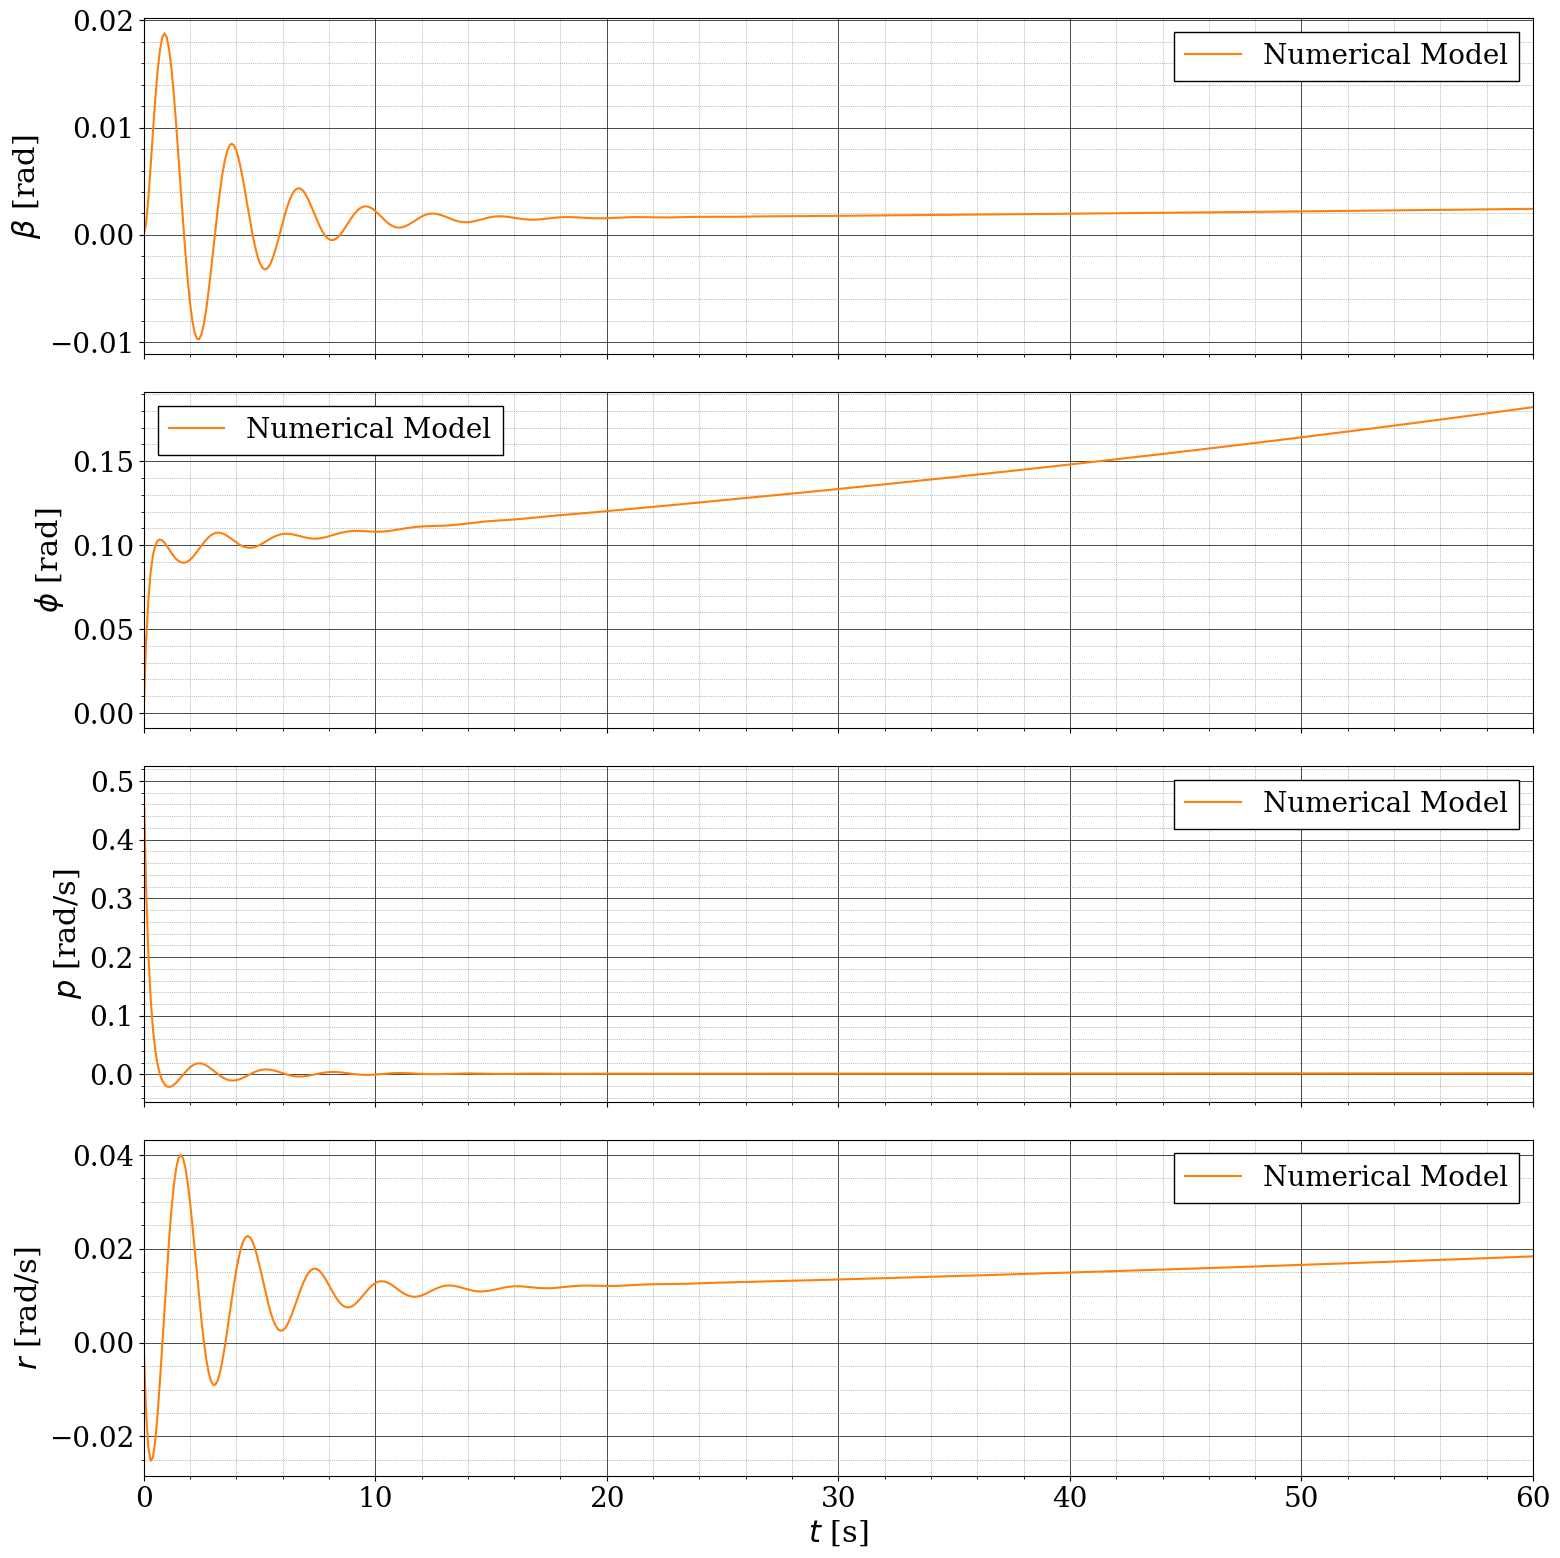 0.02
0.01
0.00
−0.01
β [rad]
Numerical Model
0.15
0.10
0.05
0.00
ϕ [rad]
Numerical Model
0.5
0.4
0.3
0.2
0.1
0.0
p [rad/s]
Numerical Model
0.04
0.02
0.00
−0.02
r [rad/s]
Numerical Model
0 10 20 30 40 50 60
t [s]